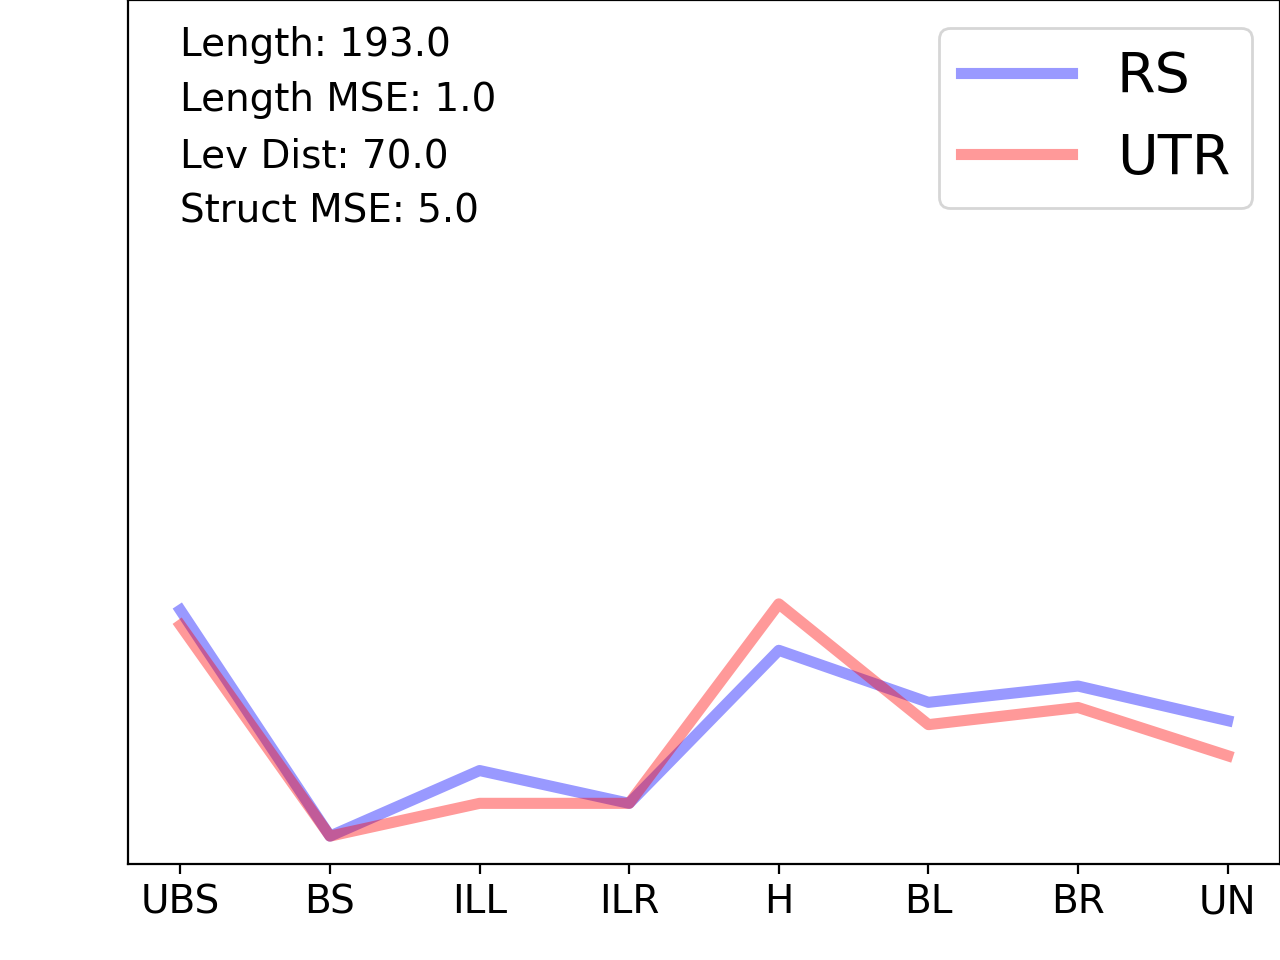 Length: 193.0
Length MSE: 1.0
Lev Dist: 70.0
Struct MSE: 5.0
RS
UTR
UBS BS ILL ILR H BL BR UN